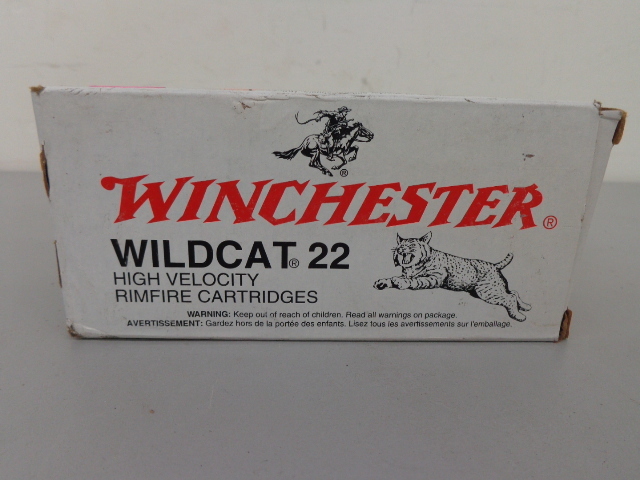 ®
WINCHESTER®
WILDCAT® 22
HIGH VELOCITY
RIMFIRE CARTRIDGES
WARNING: Keep out of reach of children. Read all warnings on package.
AVERTISSEMENT: Gardez hors de la portée des enfants. Lisez tous les avertissements sur l'emballage.